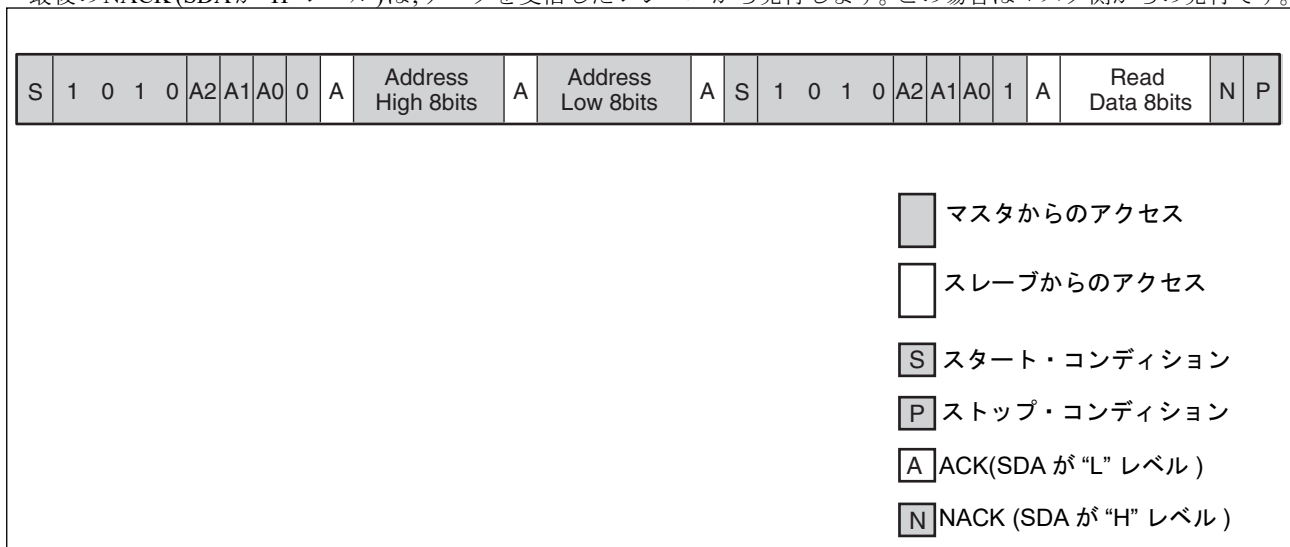 S 1 0 1 0 A2 A1 A0 0 A Address High 8bits A Address Low 8bits A S 1 0 1 0 A2 A1 A0 1 A Read Data 8bits N P
マスタからのアクセス
スレーブからのアクセス
S スタート・コンディション
P ストップ・コンディション
A ACK(SDA が “L” レベル )
N NACK (SDA が “H” レベル )